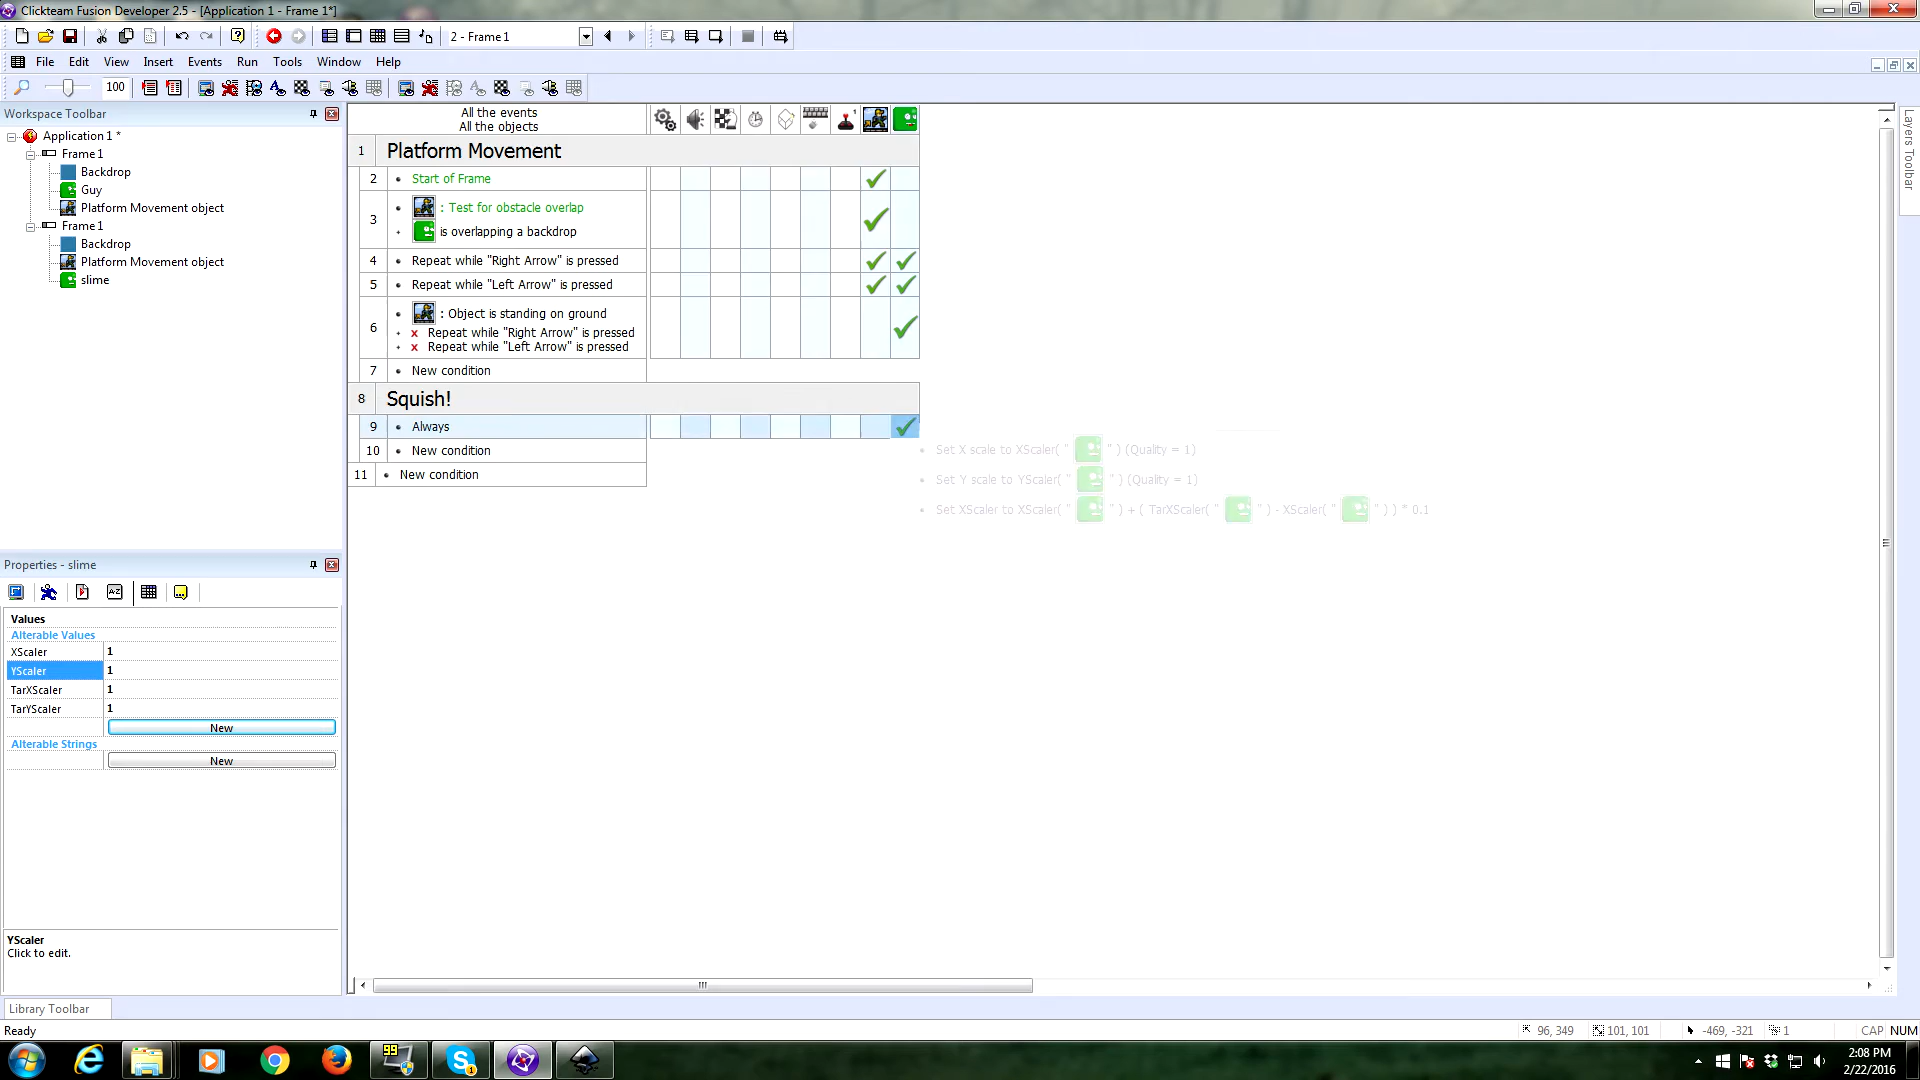 Clickteam Fusion Developer 2.5 - [Application 1 - Frame 1*]
2 - Frame 1
File Edit View Insert Events Run Tools Window Help
100
Workspace Toolbar
Application 1 *
Frame 1
Backdrop
Guy
Platform Movement object
Frame 1
Backdrop
Platform Movement object
slime
All the events
All the objects
1 Platform Movement
2 Start of Frame
3 : Test for obstacle overlap
is overlapping a backdrop
4 Repeat while "Right Arrow" is pressed
5 Repeat while "Left Arrow" is pressed
6 : Object is standing on ground
x Repeat while "Right Arrow" is pressed
x Repeat while "Left Arrow" is pressed
7 New condition
8 Squish!
9 Always
10 New condition
11 New condition
Set X scale to XScaler( " " ) (Quality = 1)
Set Y scale to YScaler( " " ) (Quality = 1)
Set XScaler to XScaler( " " ) + ( TarXScaler( " " ) - XScaler( " " ) ) * 0.1
Layers Toolbar
Properties - slime
Values
Alterable Values
XScaler 1
YScaler 1
TarXScaler 1
TarYScaler 1
New
Alterable Strings
New
YScaler
Click to edit.
Library Toolbar
Ready
96, 349
101, 101
-469, -321
1
CAP NUM
99
1
2:08 PM
2/22/2016